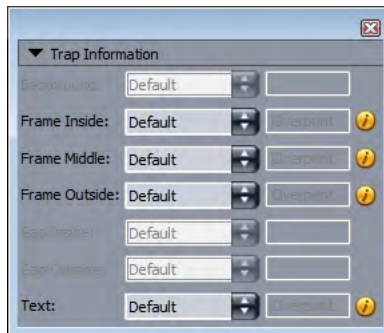 Trap Information
Background: Default
Frame Inside: Default Overprint
Frame Middle: Default Overprint
Frame Outside: Default Overprint
Gap Inside: Default
Gap Outside: Default
Text: Default Overprint